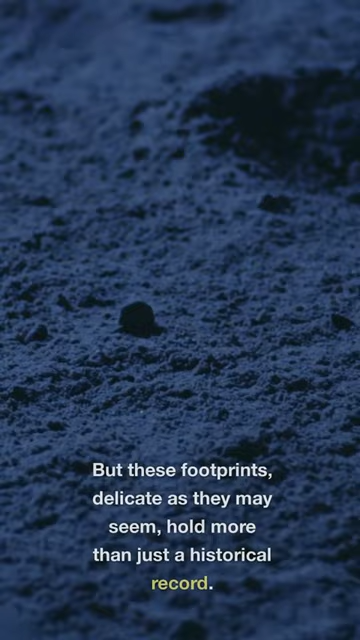 But these footprints,
delicate as they may
seem, hold more
than just a historical
record.